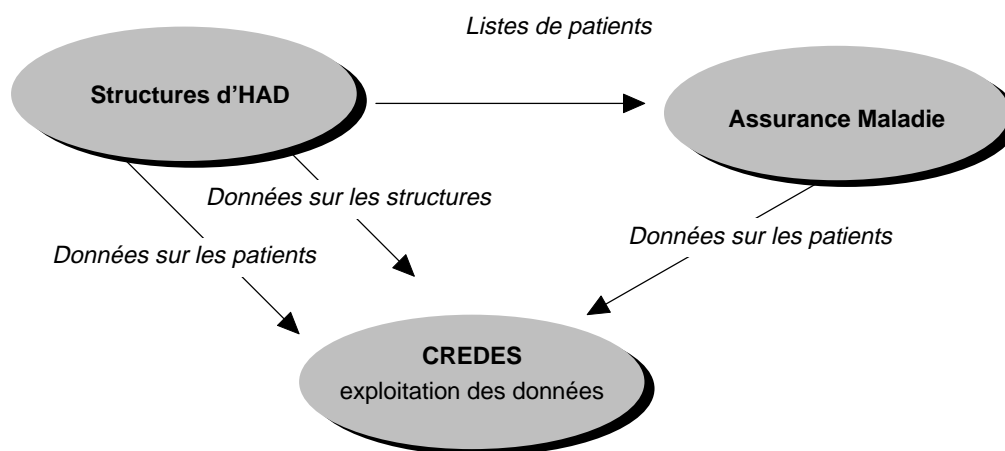 Listes de patients
Structures d'HAD
Assurance Maladie
Données sur les structures
Données sur les patients
Données sur les patients
CREDES
exploitation des données